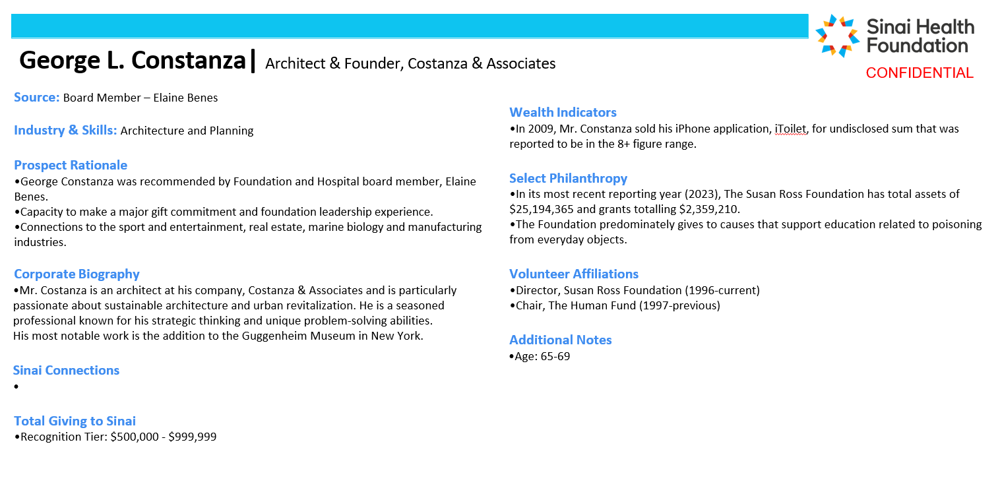 Sinai Health
Foundation
CONFIDENTIAL
George L. Constanza| Architect & Founder, Costanza & Associates
Source: Board Member – Elaine Benes
Industry & Skills: Architecture and Planning
Prospect Rationale
•George Constanza was recommended by Foundation and Hospital board member, Elaine
Benes.
•Capacity to make a major gift commitment and foundation leadership experience.
•Connections to the sport and entertainment, real estate, marine biology and manufacturing
industries.
Corporate Biography
•Mr. Costanza is an architect at his company, Costanza & Associates and is particularly
passionate about sustainable architecture and urban revitalization. He is a seasoned
professional known for his strategic thinking and unique problem-solving abilities.
His most notable work is the addition to the Guggenheim Museum in New York.
Sinai Connections
•
Total Giving to Sinai
•Recognition Tier: $500,000 - $999,999
Wealth Indicators
•In 2009, Mr. Constanza sold his iPhone application, iToilet, for undisclosed sum that was
reported to be in the 8+ figure range.
Select Philanthropy
•In its most recent reporting year (2023), The Susan Ross Foundation has total assets of
$25,194,365 and grants totalling $2,359,210.
•The Foundation predominately gives to causes that support education related to poisoning
from everyday objects.
Volunteer Affiliations
•Director, Susan Ross Foundation (1996-current)
•Chair, The Human Fund (1997-previous)
Additional Notes
•Age: 65-69